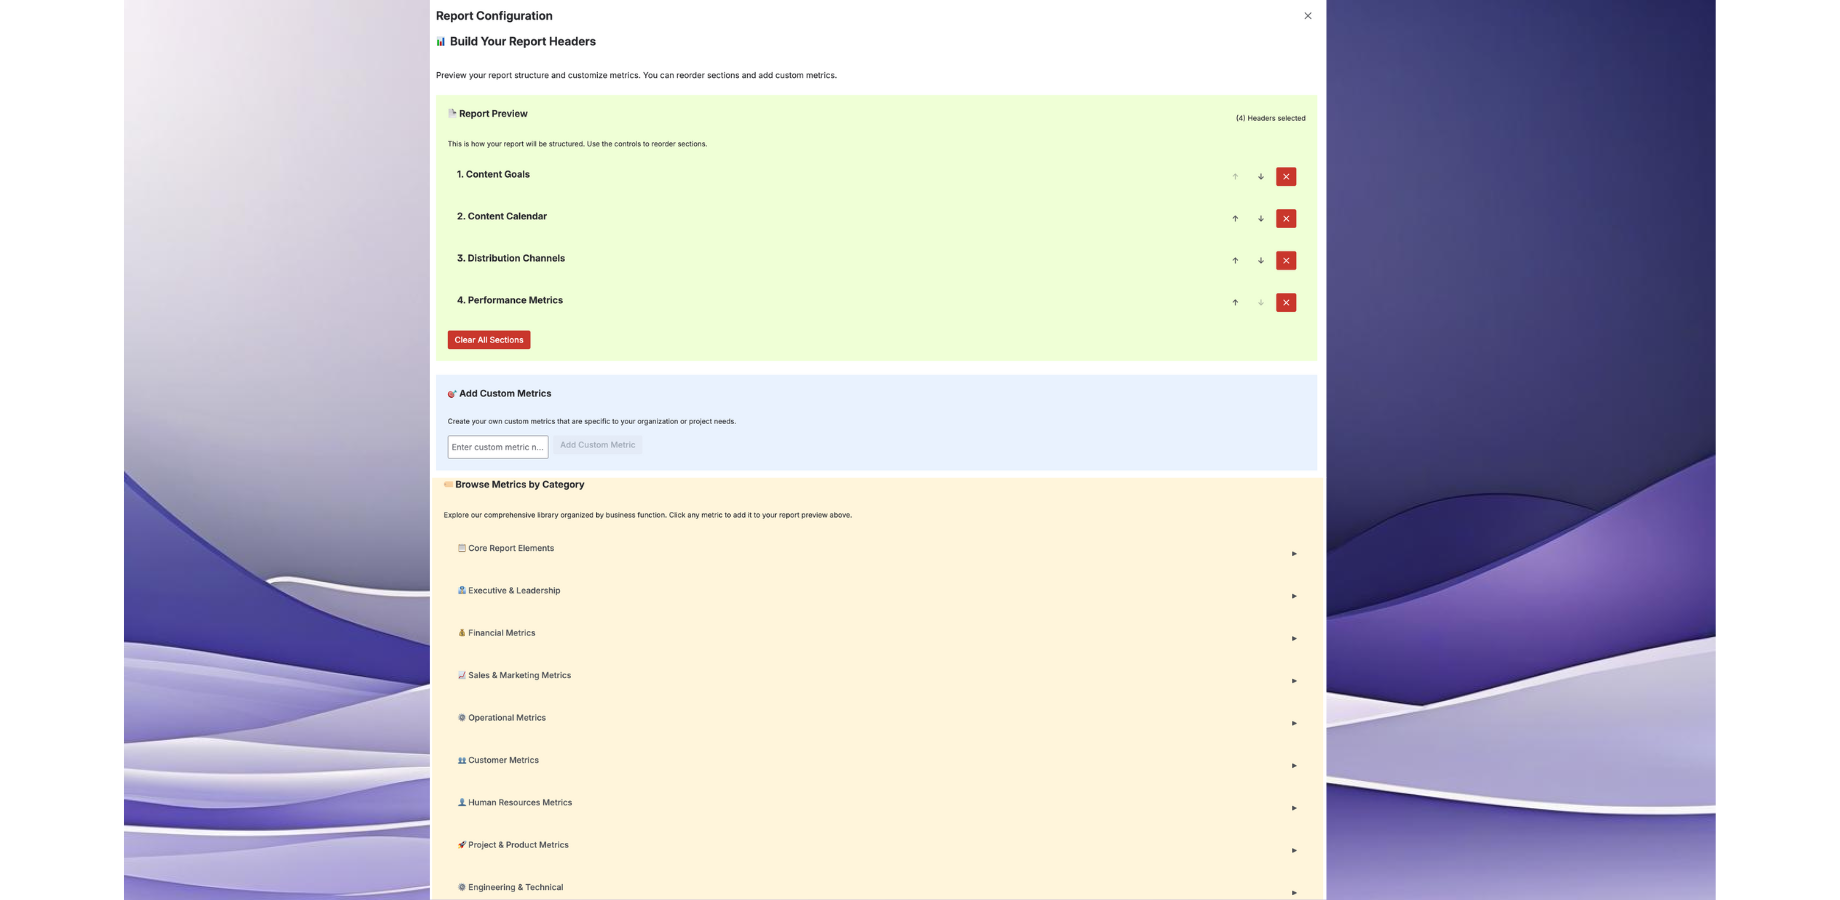 Report Configuration
Build Your Report Headers
Preview your report structure and customize metrics. You can reorder sections and add custom metrics.
Report Preview
(4) Headers selected
This is how your report will be structured. Use the controls to reorder sections.
1. Content Goals
2. Content Calendar
3. Distribution Channels
4. Performance Metrics
Clear All Sections
Add Custom Metrics
Create your own custom metrics that are specific to your organization or project needs.
Enter custom metric n...
Add Custom Metric
Browse Metrics by Category
Explore our comprehensive library organized by business function. Click any metric to add it to your report preview above.
Core Report Elements
Executive & Leadership
Financial Metrics
Sales & Marketing Metrics
Operational Metrics
Customer Metrics
Human Resources Metrics
Project & Product Metrics
Engineering & Technical